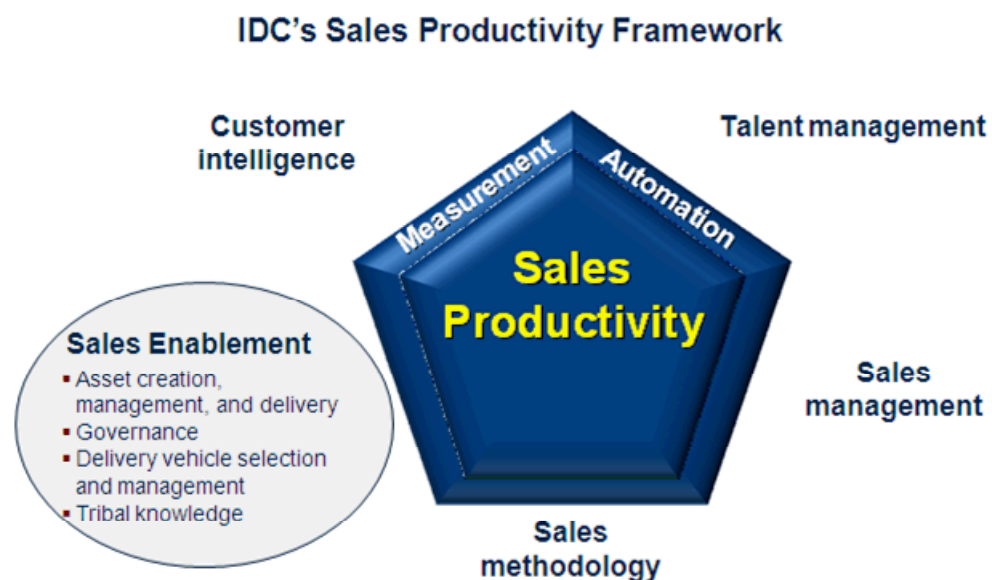 IDC's Sales Productivity Framework
Customer
intelligence
Talent management
Measurement
Automation
Sales
Productivity
Sales Enablement
▪ Asset creation,
management, and delivery
▪ Governance
▪ Delivery vehicle selection
and management
▪ Tribal knowledge
Sales
management
Sales
methodology